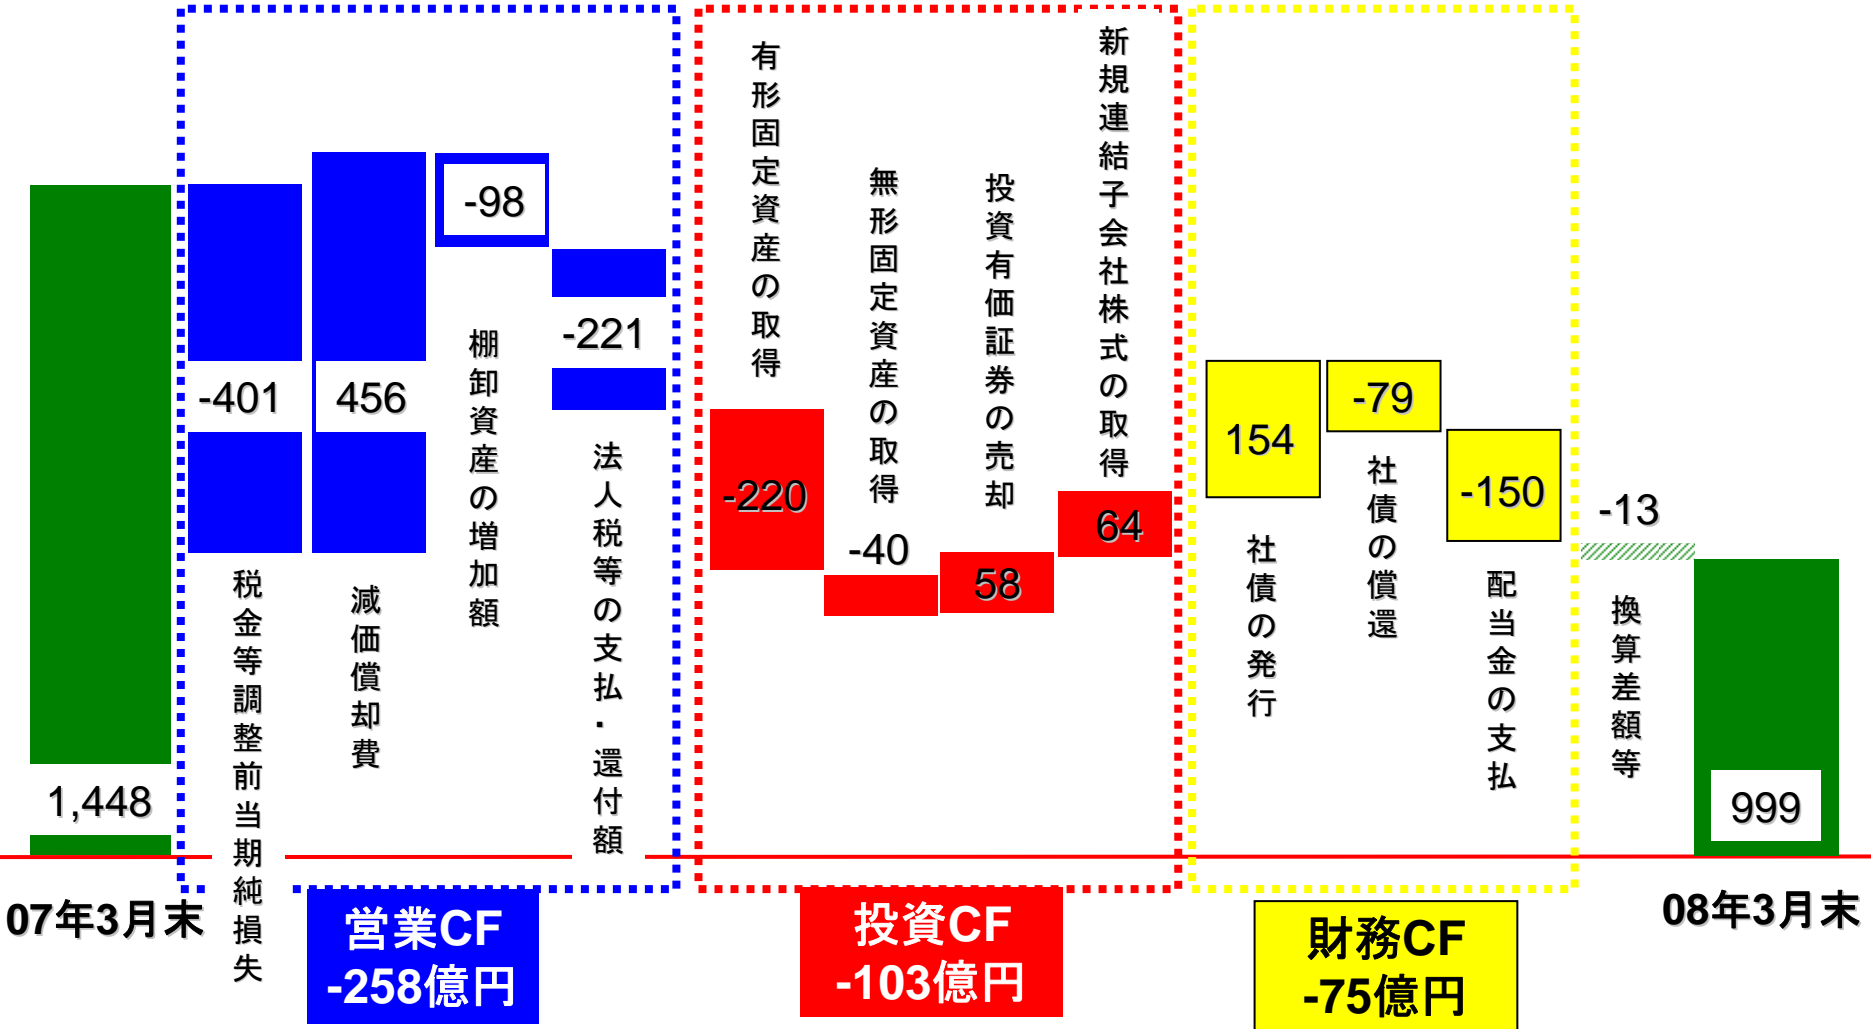 1,448
07年3月末
-401
税金等調整前当期純損失
456
減価償却費
-98
棚卸資産の増加額
-221
法人税等の支払・還付額
営業CF
-258億円
有形固定資産の取得
-220
無形固定資産の取得
-40
投資有価証券の売却
58
新規連結子会社株式の取得
64
投資CF
-103億円
154
社債の発行
-79
社債の償還
-150
配当金の支払
財務CF
-75億円
-13
換算差額等
999
08年3月末